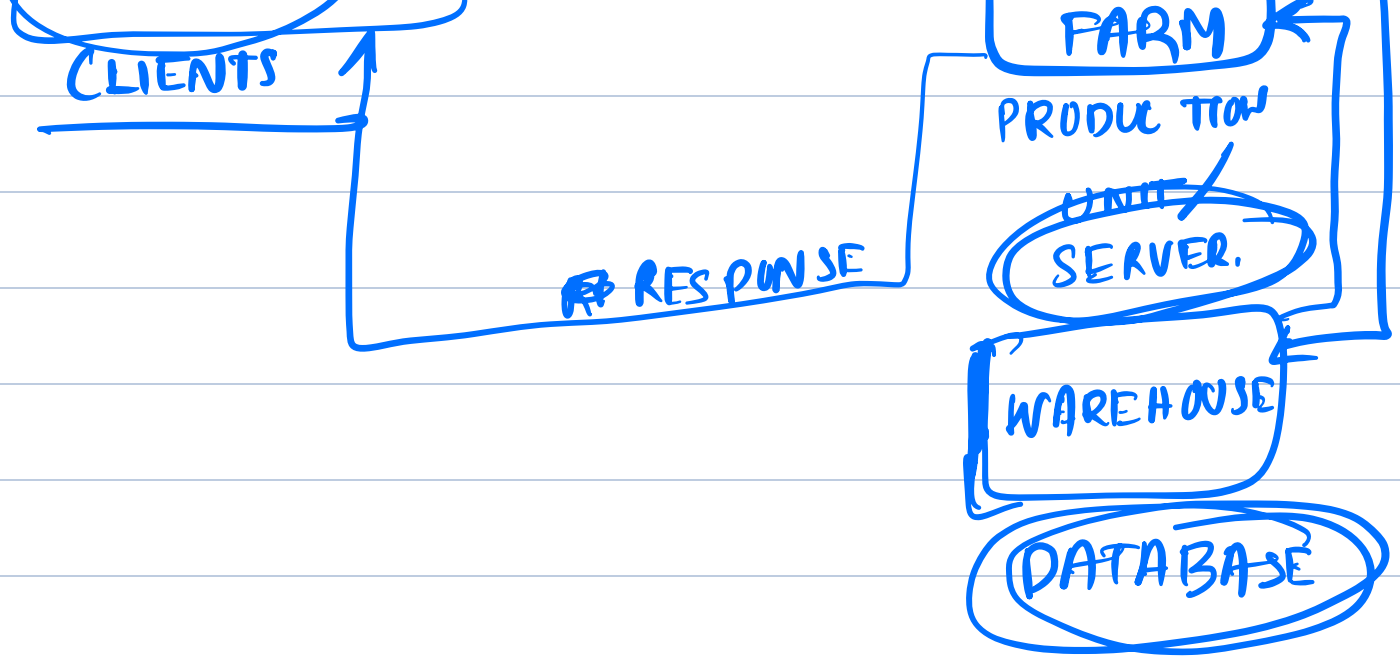 FARM
CLIENTS
PRODUCTION
UNIT
SERVER.
RESPONSE
WAREHOUSE
DATABASE